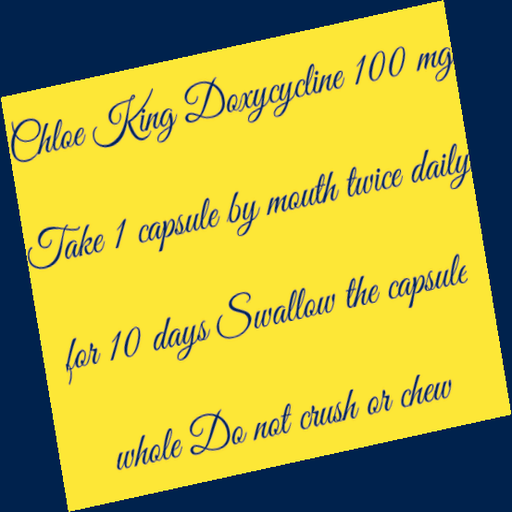 Chloe King Doxycycline 100 mg
Take 1 capsule by mouth twice daily
for 10 days Swallow the capsule
whole Do not crush or chew